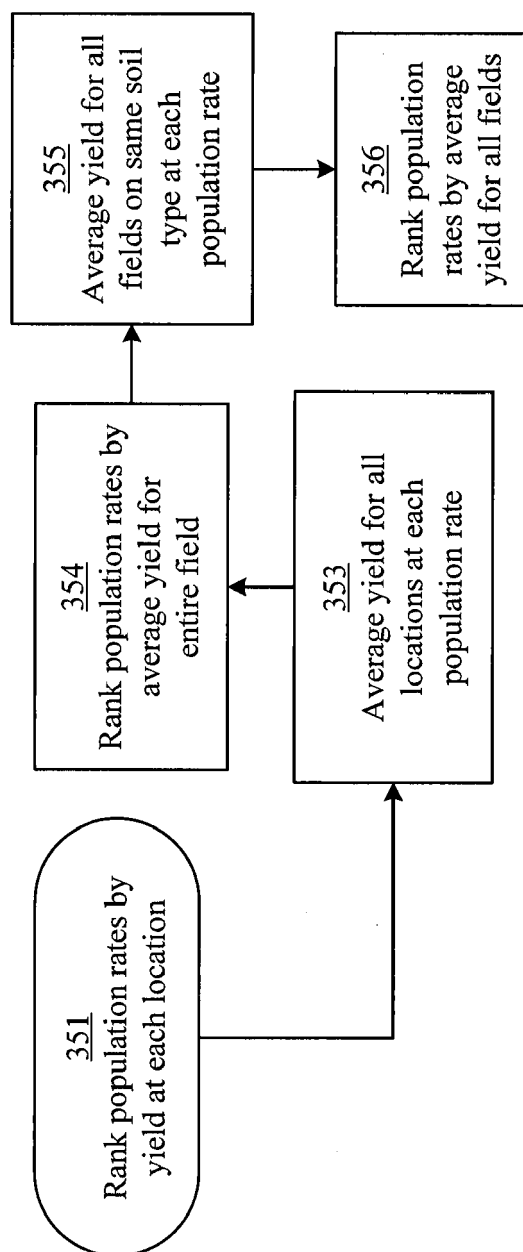 351
Rank population rates by
yield at each location
353
Average yield for all
locations at each
population rate
354
Rank population rates by
average yield for
entire field
355
Average yield for all
fields on same soil
type at each
population rate
356
Rank population
rates by average
yield for all fields